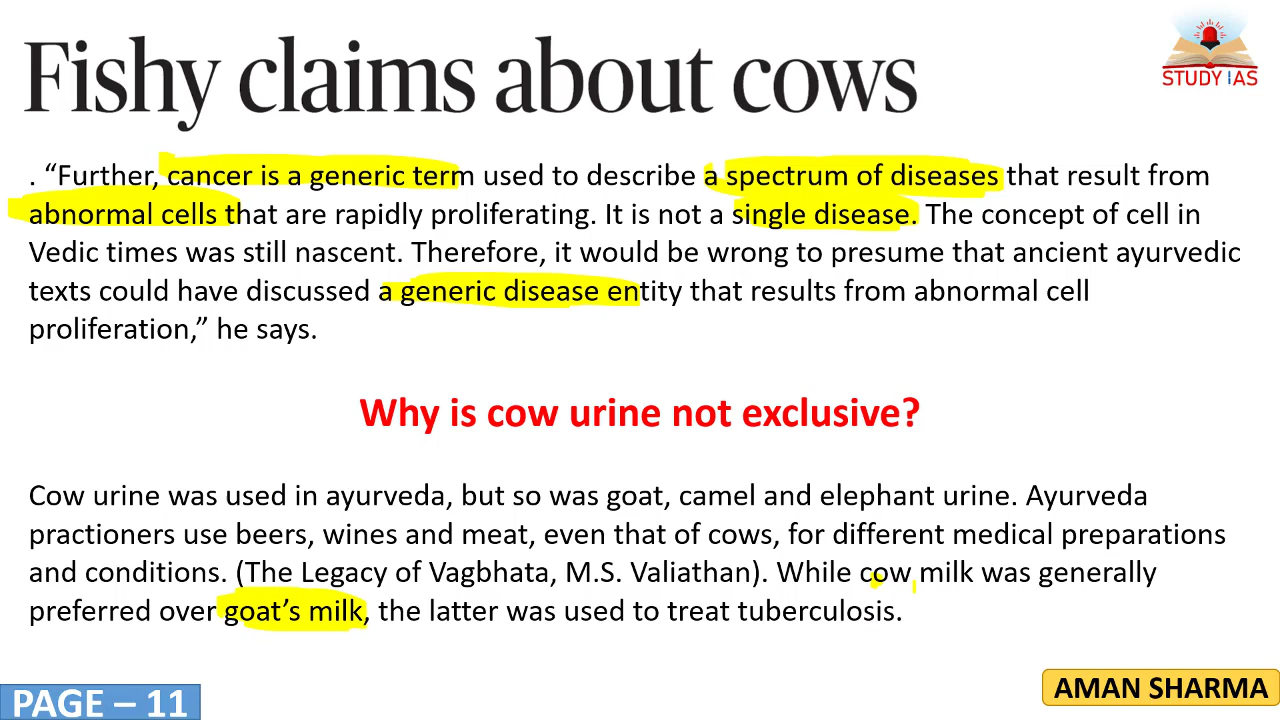 Fishy claims about cows
STUDY IAS
. “Further, cancer is a generic term used to describe a spectrum of diseases that result from
abnormal cells that are rapidly proliferating. It is not a single disease. The concept of cell in
Vedic times was still nascent. Therefore, it would be wrong to presume that ancient ayurvedic
texts could have discussed a generic disease entity that results from abnormal cell
proliferation,” he says.
Why is cow urine not exclusive?
Cow urine was used in ayurveda, but so was goat, camel and elephant urine. Ayurveda
practioners use beers, wines and meat, even that of cows, for different medical preparations
and conditions. (The Legacy of Vagbhata, M.S. Valiathan). While cow milk was generally
preferred over goat’s milk, the latter was used to treat tuberculosis.
PAGE – 11
AMAN SHARMA